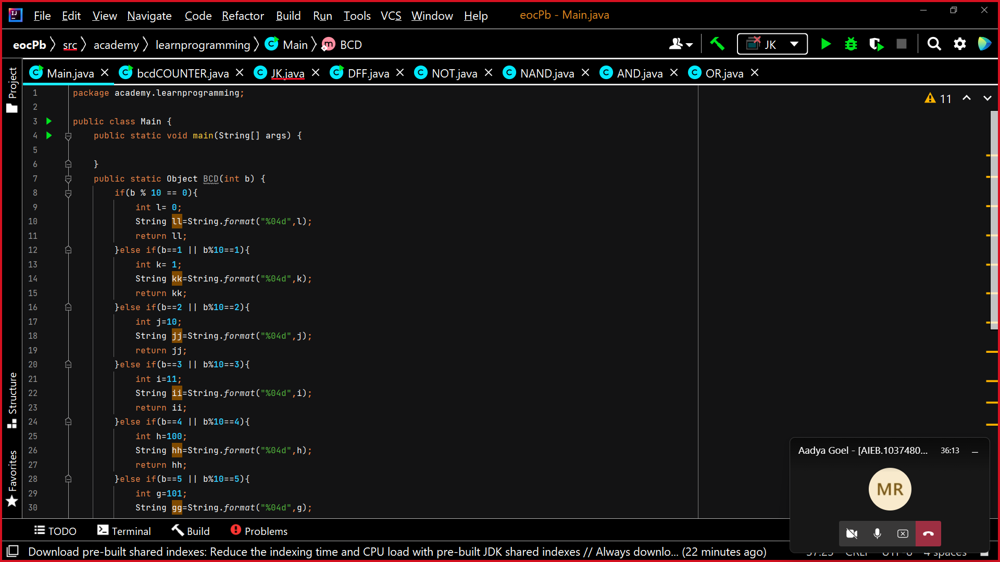 File Edit View Navigate Code Refactor Build Run Tools VCS Window Help eocPb - Main.java
eocPb src academy learnprogramming Main BCD JK
Main.java bcdCOUNTER.java JK.java DFF.java NOT.java NAND.java AND.java OR.java
Project
Structure
Favorites
11
1 package academy.learnprogramming;
2
3 public class Main {
4 public static void main(String[] args) {
5
6 }
7 public static Object BCD(int b) {
8 if(b % 10 == 0){
9 int l= 0;
10 String ll=String.format("%04d",l);
11 return ll;
12 }else if(b==1 || b%10==1){
13 int k= 1;
14 String kk=String.format("%04d",k);
15 return kk;
16 }else if(b==2 || b%10==2){
17 int j=10;
18 String jj=String.format("%04d",j);
19 return jj;
20 }else if(b==3 || b%10==3){
21 int i=11;
22 String ii=String.format("%04d",i);
23 return ii;
24 }else if(b==4 || b%10==4){
25 int h=100;
26 String hh=String.format("%04d",h);
27 return hh;
28 }else if(b==5 || b%10==5){
29 int g=101;
30 String gg=String.format("%04d",g);
Aadya Goel - [AIEB.1037480... 36:13
MR
TODO Terminal Build Problems
Download pre-built shared indexes: Reduce the indexing time and CPU load with pre-built JDK shared indexes // Always downlo... (22 minutes ago) 4 spaces